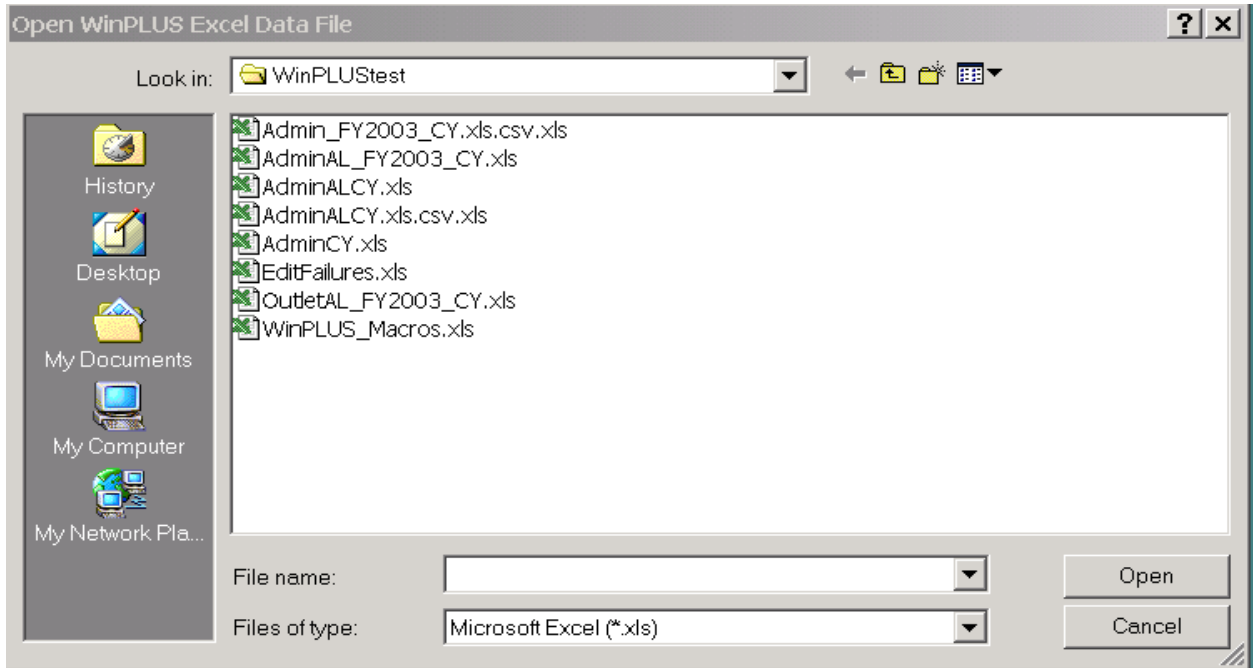 Open WinPLUS Excel Data File
Look in: WinPLUStest
History
Desktop
My Documents
My Computer
My Network Pla...
Admin_FY2003_CY.xls.csv.xls
AdminAL_FY2003_CY.xls
AdminALCY.xls
AdminALCY.xls.csv.xls
AdminCY.xls
EditFailures.xls
OutletAL_FY2003_CY.xls
WinPLUS_Macros.xls
File name: Open
Files of type: Microsoft Excel (*.xls) Cancel